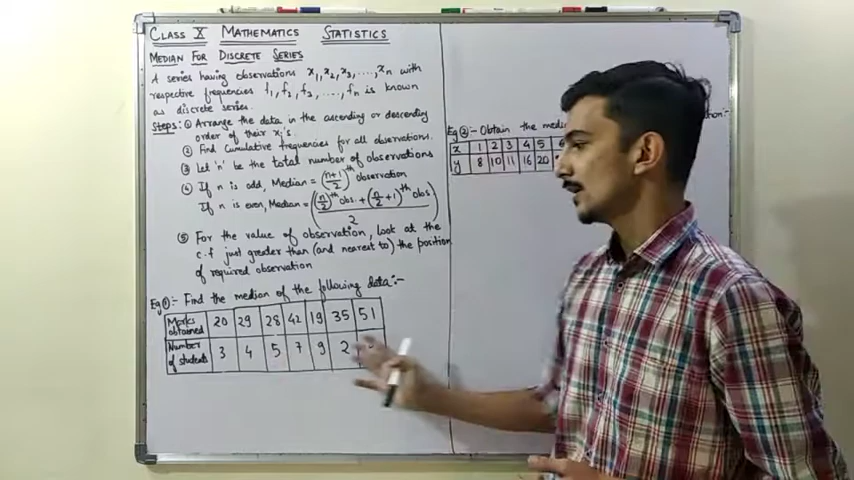 CLASS X MATHEMATICS STATISTICS
MEDIAN FOR DISCRETE SERIES
A series having observations x₁, x₂, x₃, ....., xₙ with
respective frequencies f₁, f₂, f₃, ...., fₙ is known
as discrete series.
Steps:- ① Arrange the data in the ascending or descending
order of their xᵢ's.
② Find cumulative frequencies for all observations.
③ Let 'n' be the total number of observations
④ If n is odd, Median = ((n+1)/2)ᵗʰ observation
If n is even, Median = ((n/2)ᵗʰ obs. + (n/2 + 1)ᵗʰ obs)/2
⑤ For the value of observation, look at the
c.f just greater than (and nearest to) the position
of required observation
Eg ①:- Find the median of the following data:-
Marks obtained 20 29 28 42 19 35 51
Number of students 3 4 5 7 9 2
Eg ②:- Obtain the
x 1 2 3 4 5
y 8 10 11 16 20